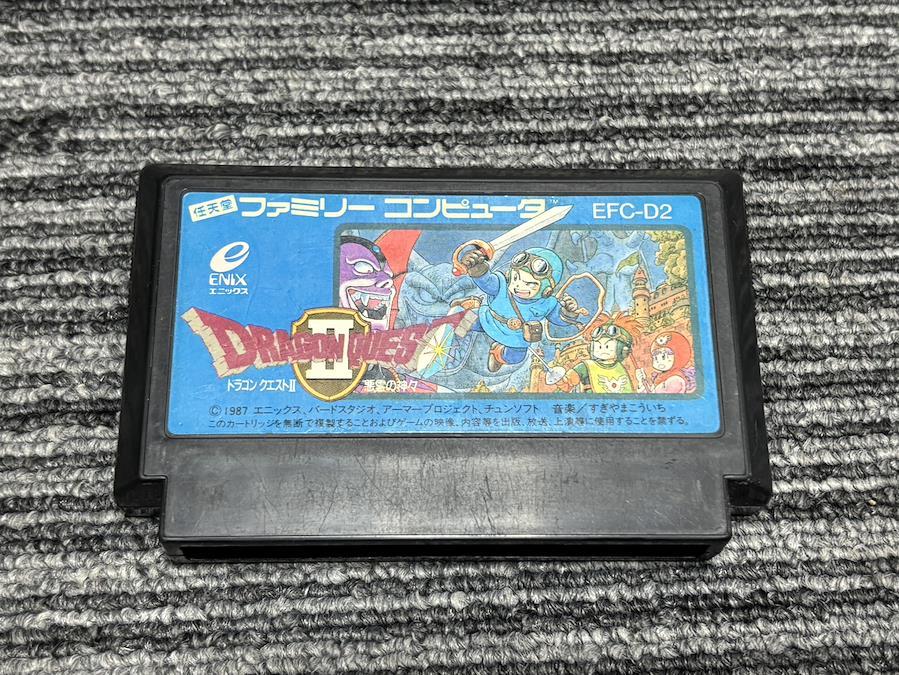 任天堂 ファミリー コンピュータ™ EFC-D2
ENIX
エニックス
DRAGON QUEST II
ドラゴンクエストII 悪霊の神々
© 1987 エニックス、バードスタジオ、アーマープロジェクト、チュンソフト 音楽/すぎやまこういち
このカートリッジを無断で複製することおよびゲームの映像、内容等を出版、放送、上演等に使用することを禁ずる。